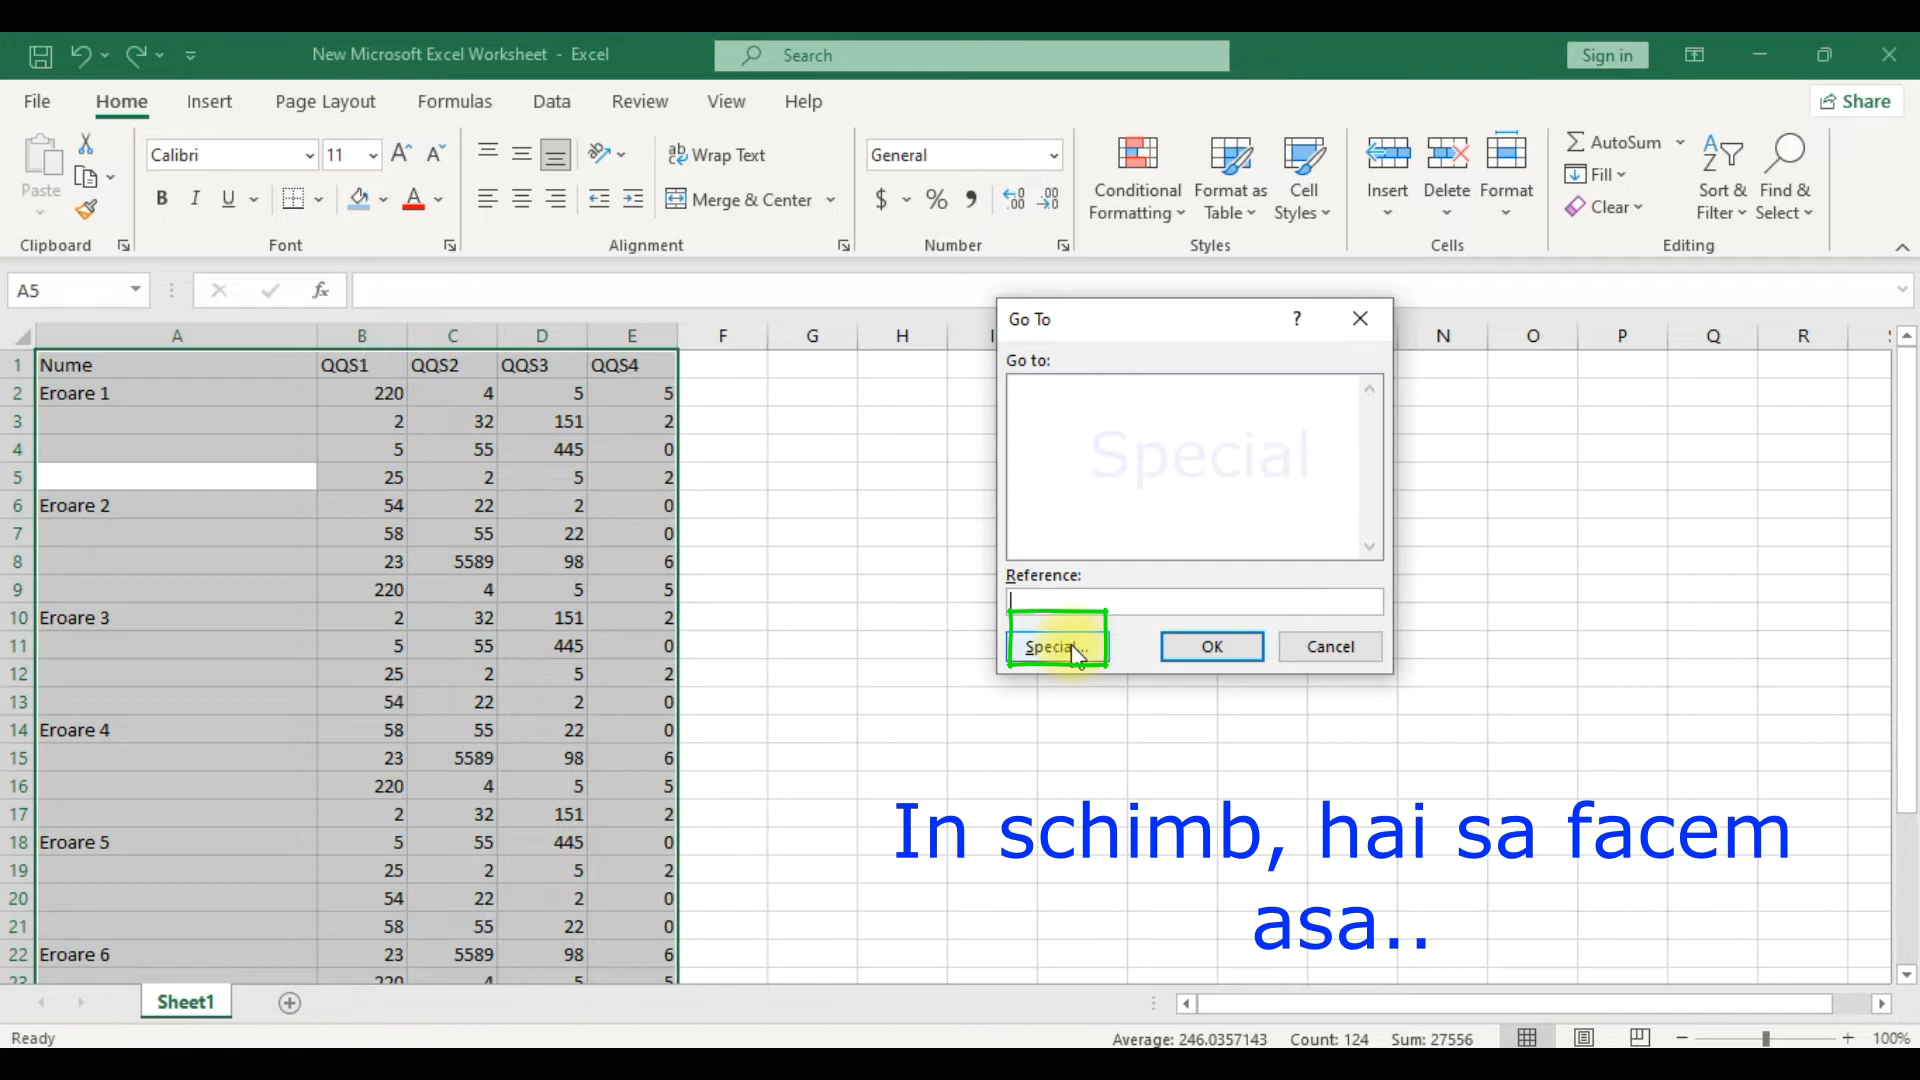 New Microsoft Excel Worksheet - Excel
Search
Sign in
File Home Insert Page Layout Formulas Data Review View Help
Share
Paste
Clipboard
Calibri 11
B I U
Font
Wrap Text
Merge & Center
Alignment
General
$ %
Number
Conditional Formatting
Format as Table
Cell Styles
Styles
Insert Delete Format
Cells
AutoSum
Fill
Clear
Sort & Filter
Find & Select
Editing
A5
fx
A B C D E F G H I N O P Q R
1 Nume QQS1 QQS2 QQS3 QQS4
2 Eroare 1 220 4 5 5
3 2 32 151 2
4 5 55 445 0
5 25 2 5 2
6 Eroare 2 54 22 2 0
7 58 55 22 0
8 23 5589 98 6
9 220 4 5 5
10 Eroare 3 2 32 151 2
11 5 55 445 0
12 25 2 5 2
13 54 22 2 0
14 Eroare 4 58 55 22 0
15 23 5589 98 6
16 220 4 5 5
17 2 32 151 2
18 Eroare 5 5 55 445 0
19 25 2 5 2
20 54 22 2 0
21 58 55 22 0
22 Eroare 6 23 5589 98 6
23 220 4 5 5
Go To ?
Go to:
Special
Reference:
Special...
OK
Cancel
In schimb, hai sa facem
asa..
Sheet1
Ready
Average: 246.0357143 Count: 124 Sum: 27556
100%